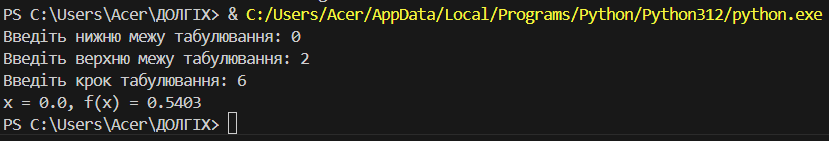 PS C:\Users\Acer\ДОЛГІХ> & C:/Users/Acer/AppData/Local/Programs/Python/Python312/python.exe
Введіть нижню межу табулювання: 0
Введіть верхню межу табулювання: 2
Введіть крок табулювання: 6
x = 0.0, f(x) = 0.5403
PS C:\Users\Acer\ДОЛГІХ>